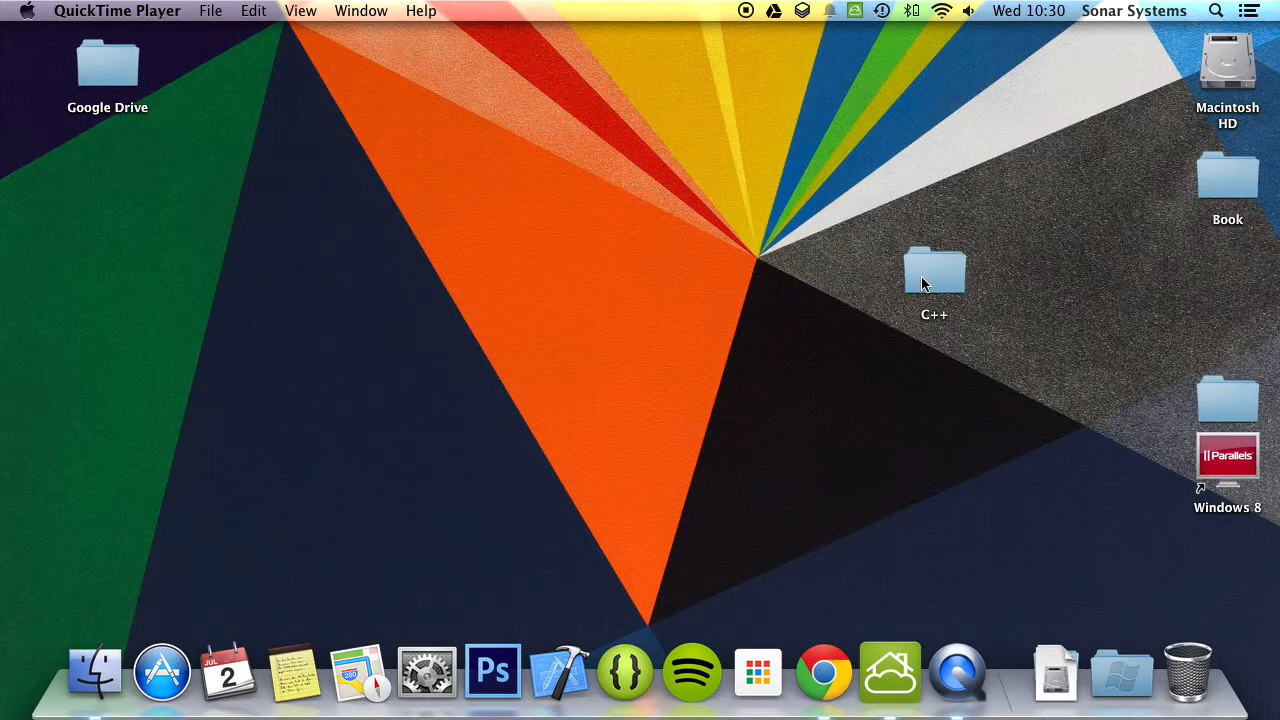 QuickTime Player File Edit View Window Help Wed 10:30 Sonar Systems
Google Drive
Macintosh
HD
Book
C++
||Parallels
Windows 8
JUL
2
280
Ps
{}